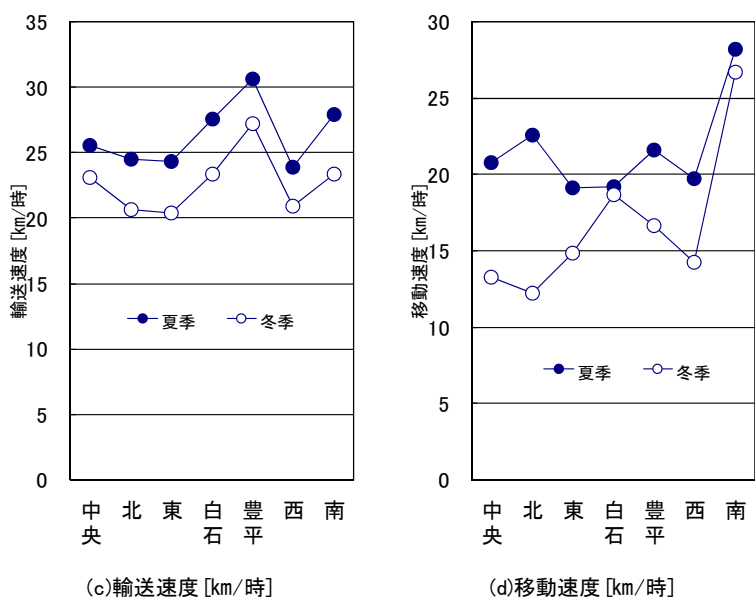 35
30
25
20
15
10
5
0
輸送速度[km/時]
夏季
冬季
中央
北
東
白石
豊平
西
南
(c)輸送速度[km/時]
30
25
20
15
10
5
0
移動速度[km/時]
夏季
冬季
中央
北
東
白石
豊平
西
南
(d)移動速度[km/時]